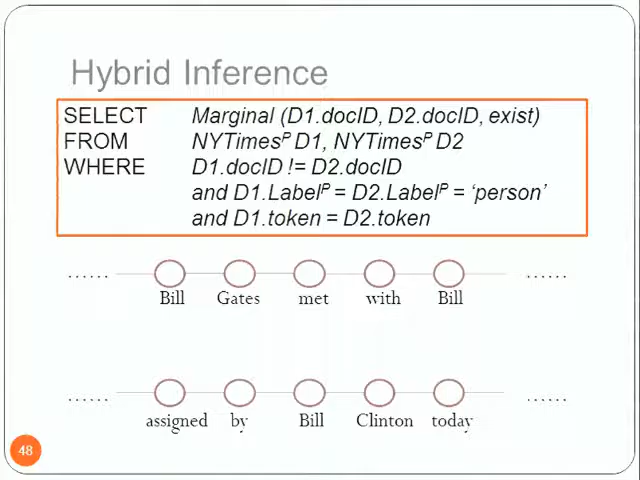 Hybrid Inference
SELECT Marginal (D1.docID, D2.docID, exist)
FROM NYTimesᴾ D1, NYTimesᴾ D2
WHERE D1.docID != D2.docID
and D1.Labelᴾ = D2.Labelᴾ = ‘person’
and D1.token = D2.token
...... Bill Gates met with Bill ......
...... assigned by Bill Clinton today ......
48